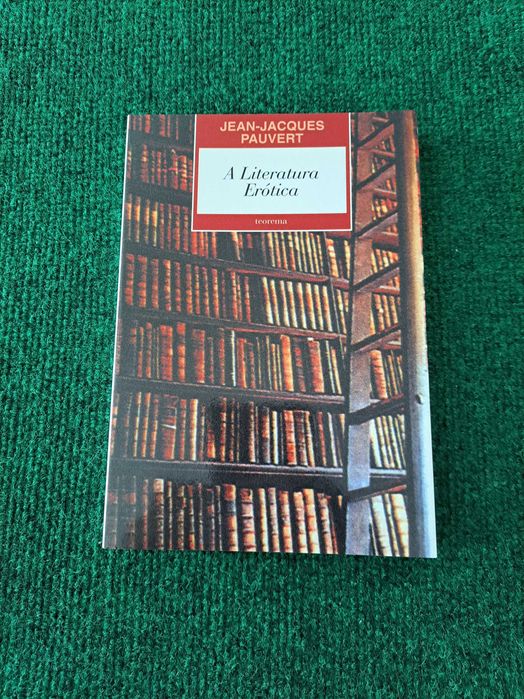 JEAN-JACQUES
PAUVERT
A Literatura
Erótica
teorema